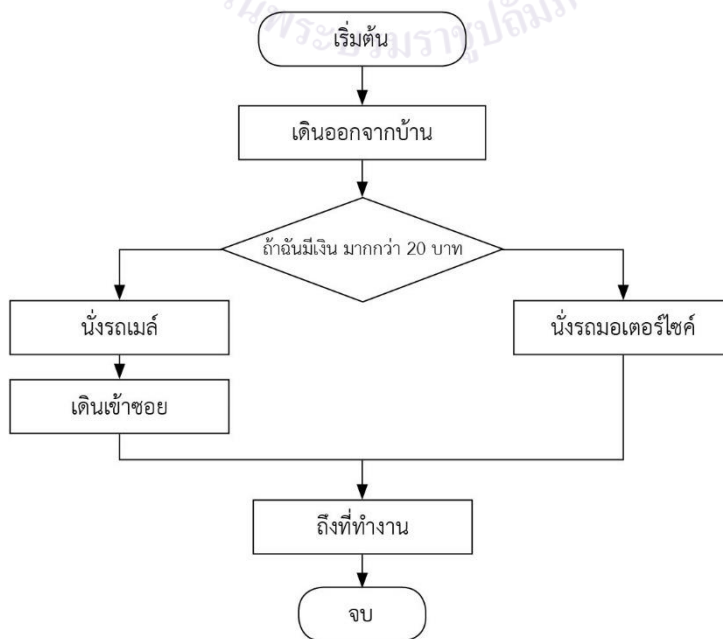 เริ่มต้น
เดินออกจากบ้าน
ถ้าฉันมีเงิน มากกว่า 20 บาท
นั่งรถเมล์
นั่งรถมอเตอร์ไซค์
เดินเข้าซอย
ถึงที่ทำงาน
จบ